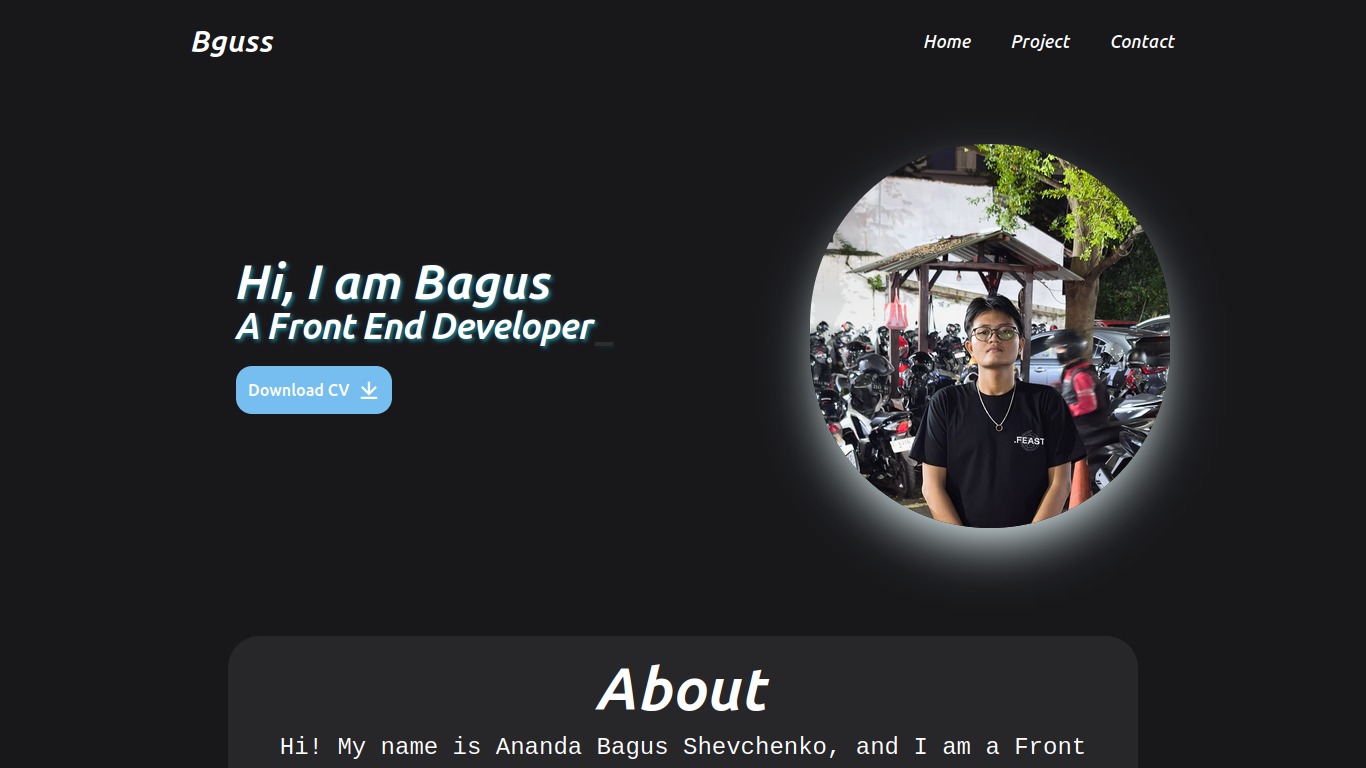 Bguss
Home
Project
Contact
Hi, I am Bagus
A Front End Developer_
Download CV
.FEAST
About
Hi! My name is Ananda Bagus Shevchenko, and I am a Front